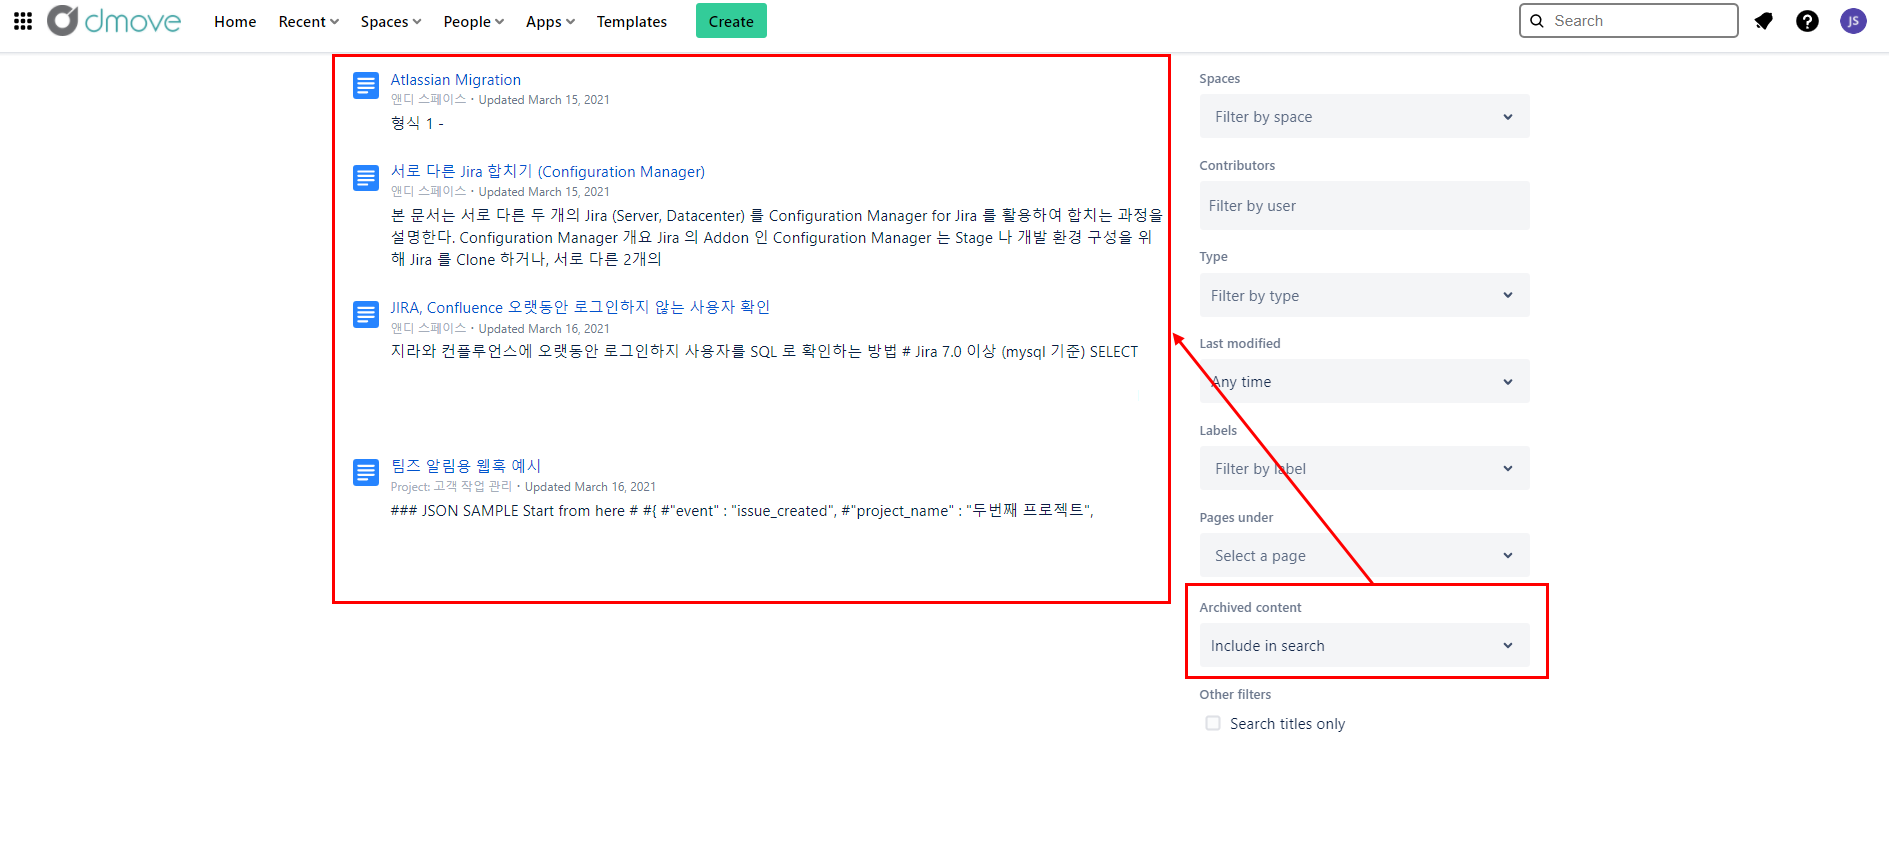 dmove
Home Recent Spaces People Apps Templates Create
Search
JS
Atlassian Migration
앤디 스페이스 • Updated March 15, 2021
형식 1 -
서로 다른 Jira 합치기 (Configuration Manager)
앤디 스페이스 • Updated March 15, 2021
본 문서는 서로 다른 두 개의 Jira (Server, Datacenter) 를 Configuration Manager for Jira 를 활용하여 합치는 과정을
설명한다. Configuration Manager 개요 Jira 의 Addon 인 Configuration Manager 는 Stage 나 개발 환경 구성을 위
해 Jira 를 Clone 하거나, 서로 다른 2개의
JIRA, Confluence 오랫동안 로그인하지 않는 사용자 확인
앤디 스페이스 • Updated March 16, 2021
지라와 컨플루언스에 오랫동안 로그인하지 사용자를 SQL 로 확인하는 방법 # Jira 7.0 이상 (mysql 기준) SELECT
팀즈 알림용 웹훅 예시
Project: 고객 작업 관리 • Updated March 16, 2021
### JSON SAMPLE Start from here # #{ #"event" : "issue_created", #"project_name" : "두번째 프로젝트",
Spaces
Filter by space
Contributors
Filter by user
Type
Filter by type
Last modified
Any time
Labels
Filter by label
Pages under
Select a page
Archived content
Include in search
Other filters
Search titles only